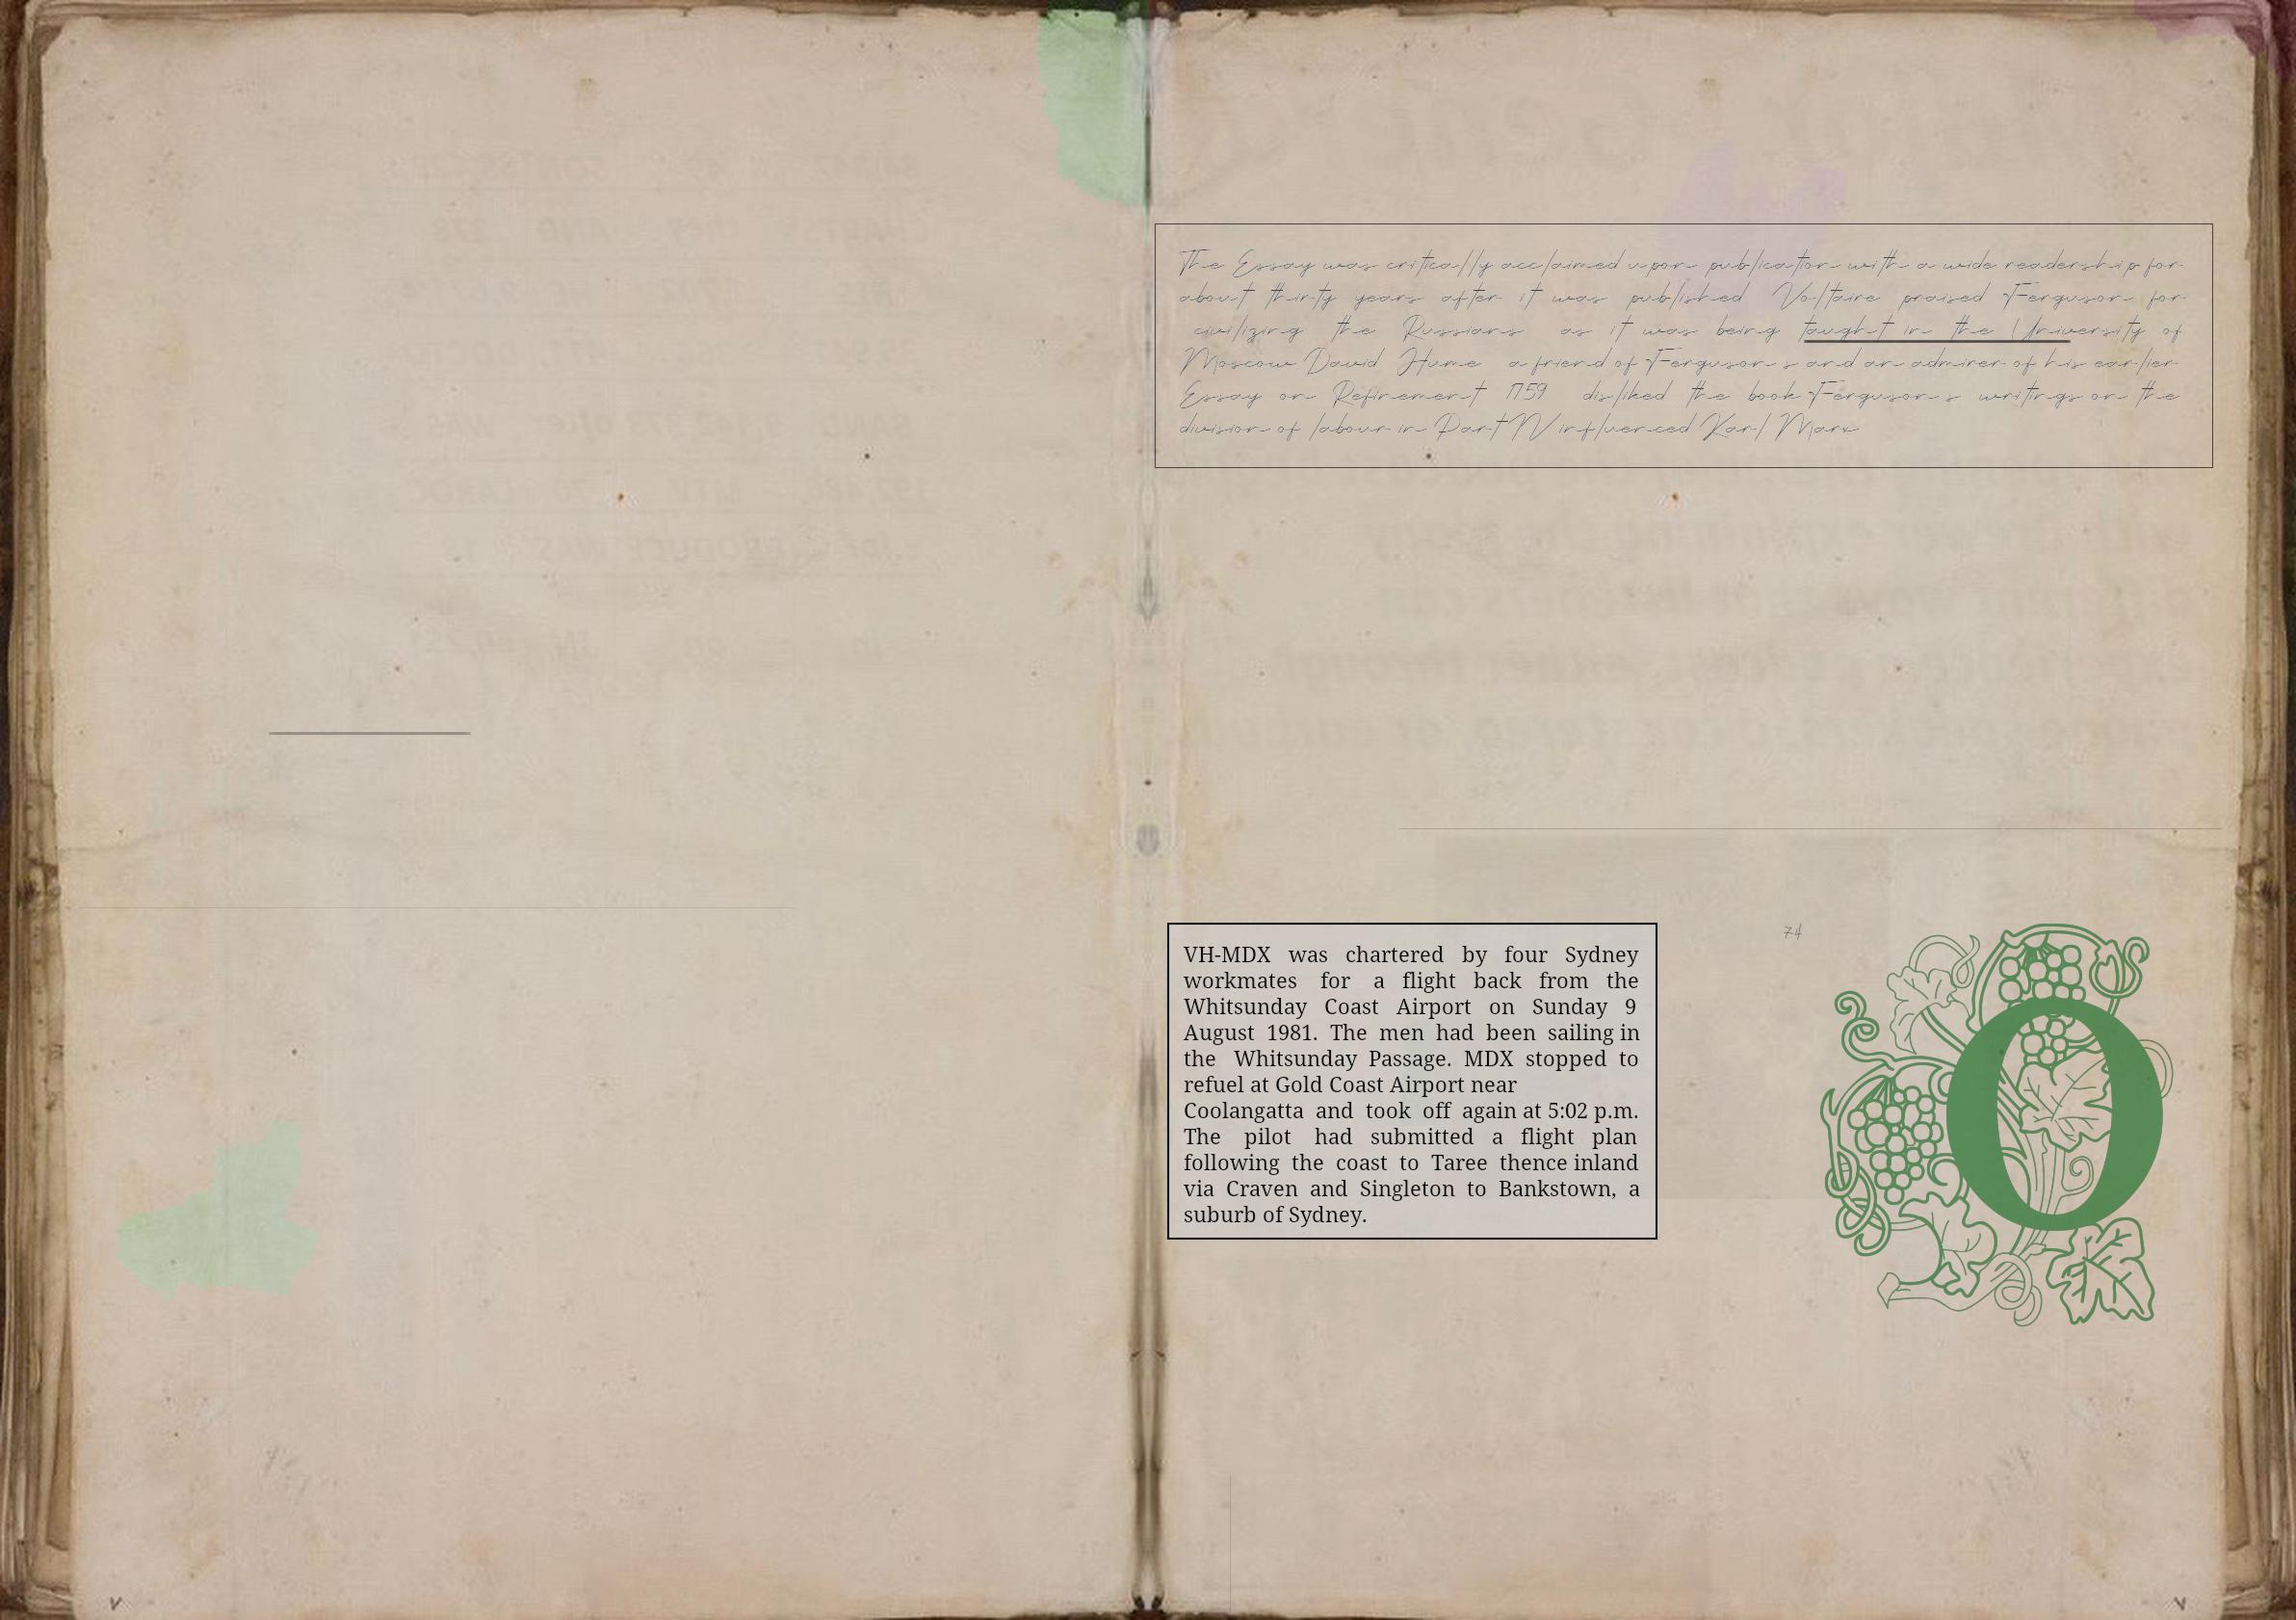 The Essay was critically acclaimed upon publication with a wide readership for
about thirty years after it was published Voltaire praised Ferguson for
civilizing the Russians as it was being taught in the University of
Moscow David Hume a friend of Ferguson s and an admirer of his earlier
Essay on Refinement 1759 disliked the book Ferguson s writings on the
division of labour in Part IV influenced Karl Marx
74
VH-MDX was chartered by four Sydney
workmates for a flight back from the
Whitsunday Coast Airport on Sunday 9
August 1981. The men had been sailing in
the Whitsunday Passage. MDX stopped to
refuel at Gold Coast Airport near
Coolangatta and took off again at 5:02 p.m.
The pilot had submitted a flight plan
following the coast to Taree thence inland
via Craven and Singleton to Bankstown, a
suburb of Sydney.
O